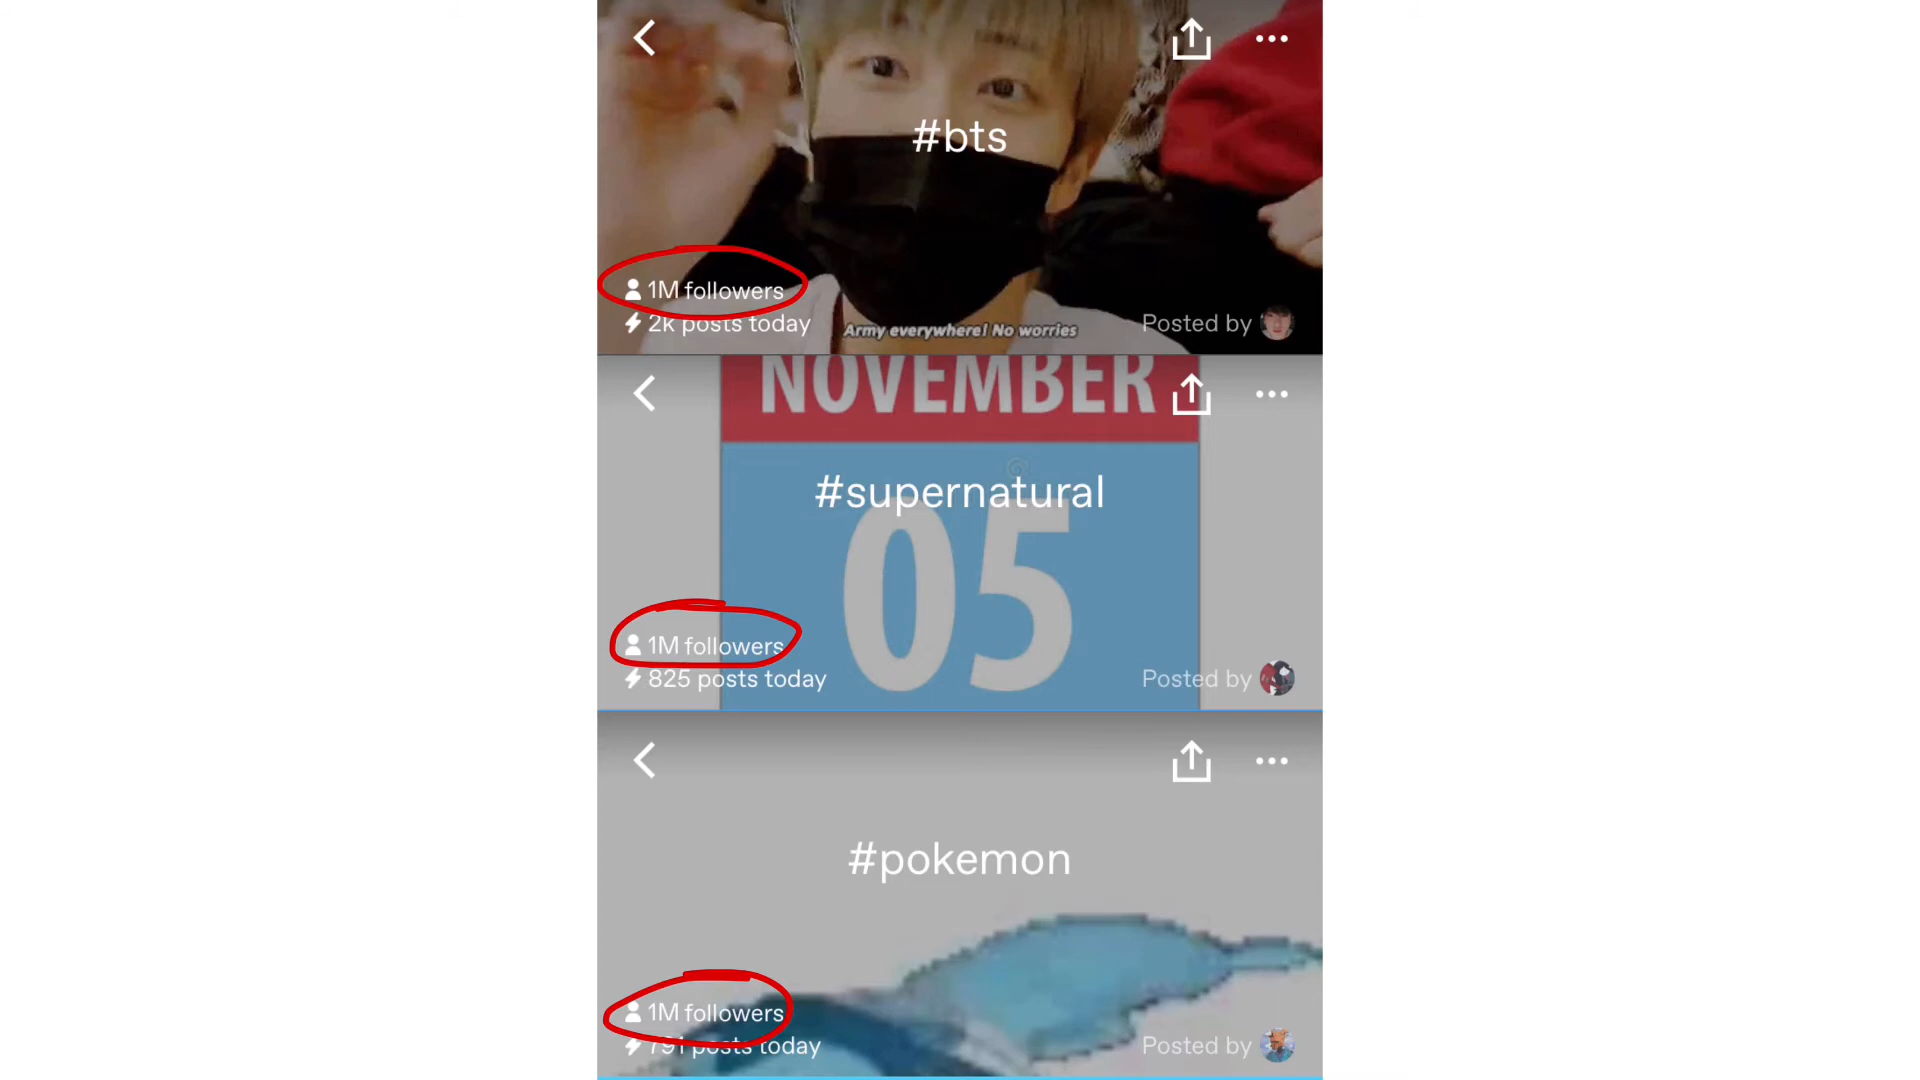 #bts
1M followers
2k posts today
Army everywhere! No worries
Posted by
NOVEMBER
#supernatural
05
1M followers
825 posts today
Posted by
#pokemon
1M followers
791 posts today
Posted by